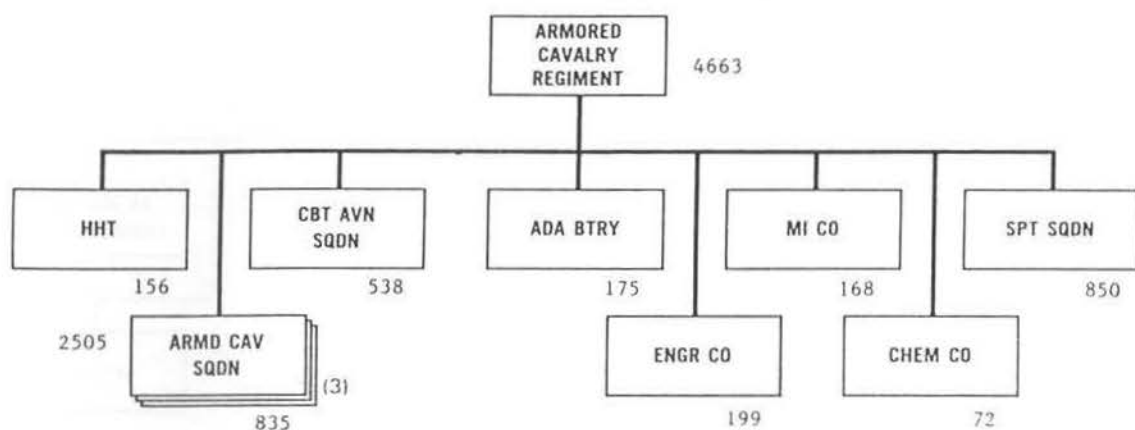 ARMORED
CAVALRY
REGIMENT
4663
HHT
156
CBT AVN
SQDN
538
ADA BTRY
175
MI CO
168
SPT SQDN
850
2505
ARMD CAV
SQDN
(3)
835
ENGR CO
199
CHEM CO
72